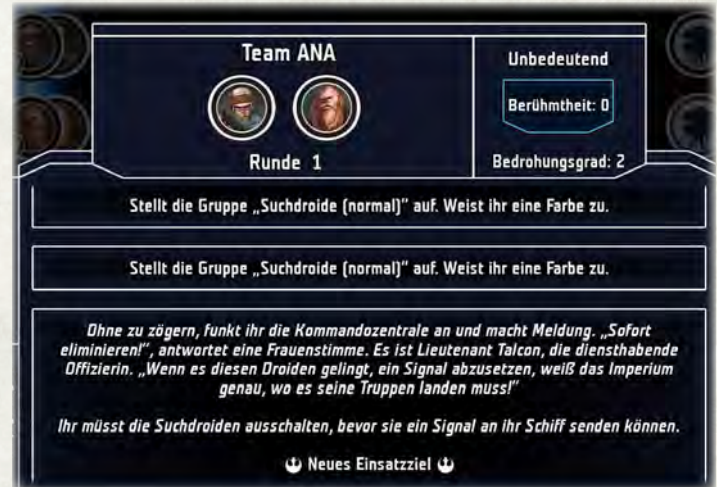 Team ANA
Runde 1
Unbedeutend
Berühmtheit: 0
Bedrohungsgrad: 2
Stellt die Gruppe „Suchdroide (normal)" auf. Weist ihr eine Farbe zu.
Stellt die Gruppe „Suchdroide (normal)" auf. Weist ihr eine Farbe zu.
Ohne zu zögern, funkt ihr die Kommandozentrale an und macht Meldung. „Sofort
eliminieren!", antwortet eine Frauenstimme. Es ist Lieutenant Talcon, die diensthabende
Offizierin. „Wenn es diesen Droiden gelingt, ein Signal abzusetzen, weiß das Imperium
genau, wo es seine Truppen landen muss!"
Ihr müsst die Suchdroiden ausschalten, bevor sie ein Signal an ihr Schiff senden können.
Neues Einsatzziel